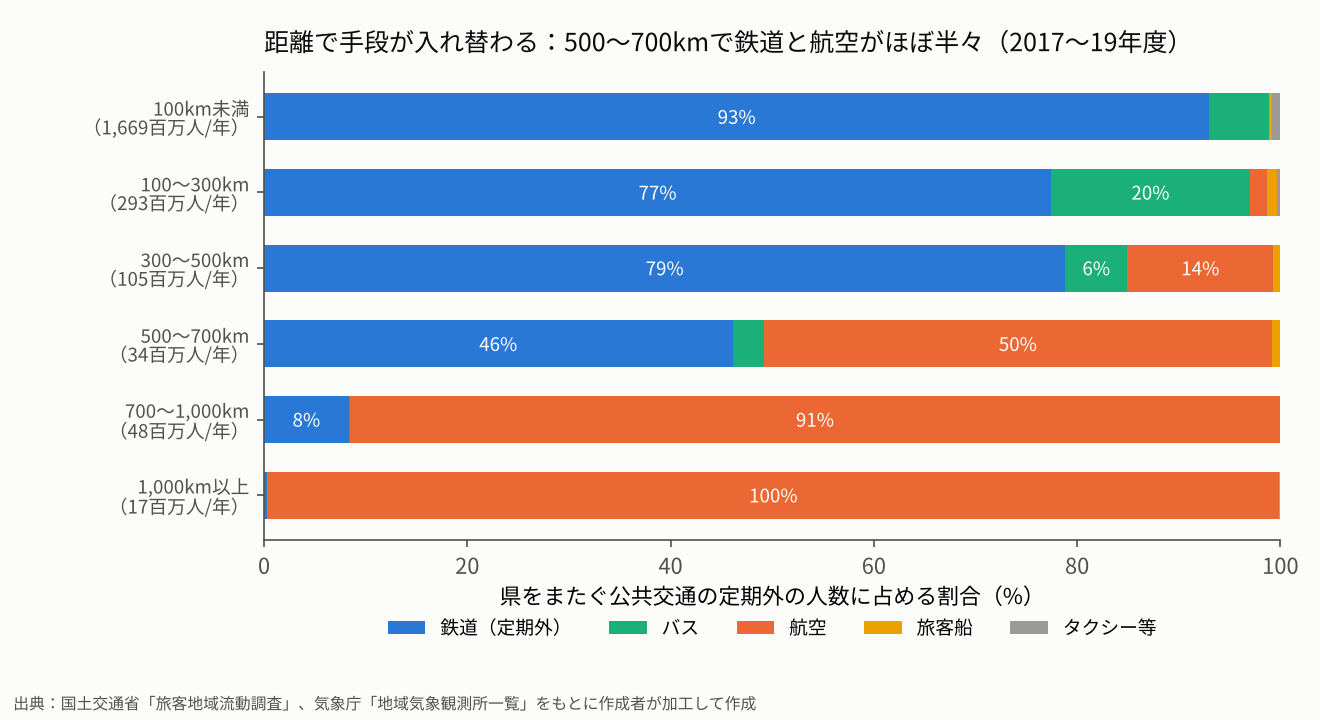 距離で手段が入れ替わる：500～700kmで鉄道と航空がほぼ半々（2017～19年度）
100km未満
（1,669百万人/年）
93%
100～300km
（293百万人/年）
77%
20%
300～500km
（105百万人/年）
79%
6%
14%
500～700km
（34百万人/年）
46%
50%
700～1,000km
（48百万人/年）
8%
91%
1,000km以上
（17百万人/年）
100%
0
20
40
60
80
100
県をまたぐ公共交通の定期外の人数に占める割合（%）
鉄道（定期外）
バス
航空
旅客船
タクシー等
出典：国土交通省「旅客地域流動調査」、気象庁「地域気象観測所一覧」をもとに作成者が加工して作成